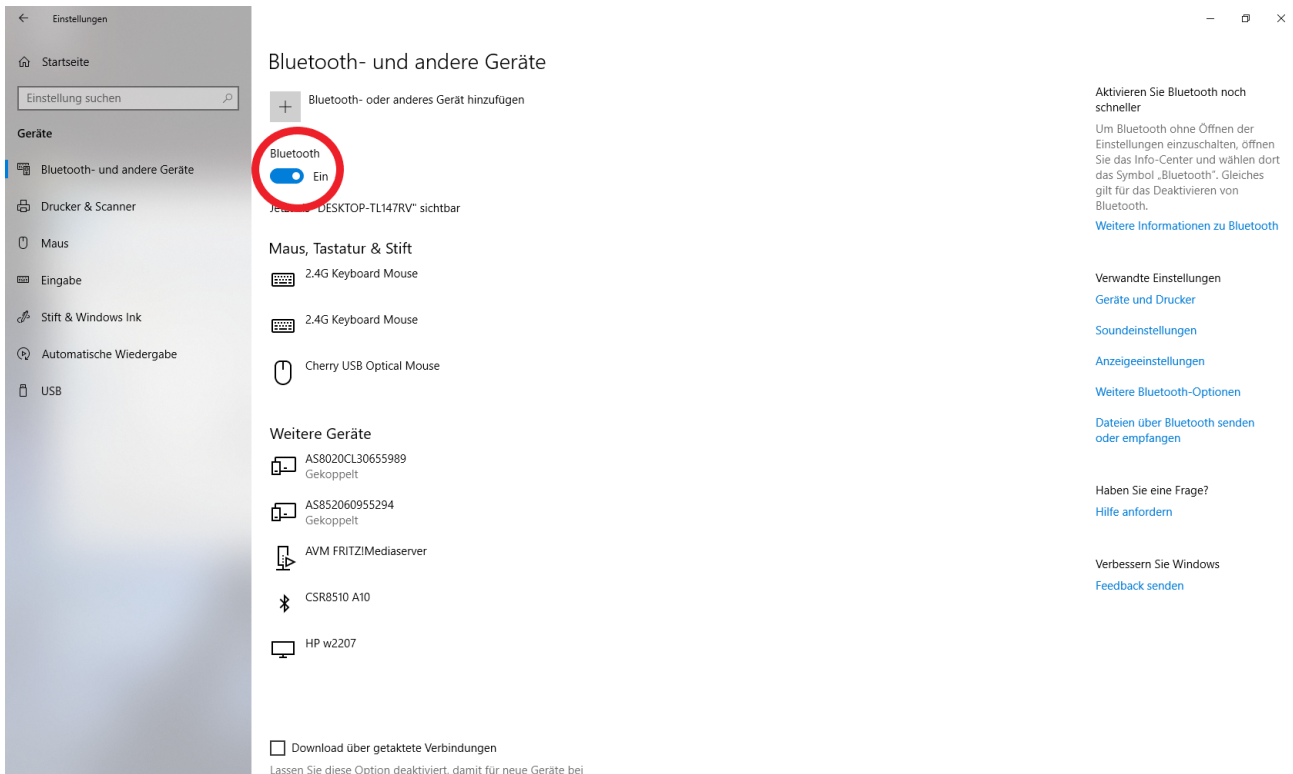 Einstellungen
Startseite
Einstellung suchen
Geräte
Bluetooth- und andere Geräte
Drucker & Scanner
Maus
Eingabe
Stift & Windows Ink
Automatische Wiedergabe
USB
Bluetooth- und andere Geräte
Bluetooth- oder anderes Gerät hinzufügen
Bluetooth
Ein
"DESKTOP-TL147RV" sichtbar
Maus, Tastatur & Stift
2.4G Keyboard Mouse
2.4G Keyboard Mouse
Cherry USB Optical Mouse
Weitere Geräte
AS8020CL30655989
Gekoppelt
AS852060955294
Gekoppelt
AVM FRITZ!Mediaserver
CSR8510 A10
HP w2207
Download über getaktete Verbindungen
Lassen Sie diese Option deaktiviert, damit für neue Geräte bei
Aktivieren Sie Bluetooth noch
schneller
Um Bluetooth ohne Öffnen der
Einstellungen einzuschalten, öffnen
Sie das Info-Center und wählen dort
das Symbol „Bluetooth". Gleiches
gilt für das Deaktivieren von
Bluetooth.
Weitere Informationen zu Bluetooth
Verwandte Einstellungen
Geräte und Drucker
Soundeinstellungen
Anzeigeeinstellungen
Weitere Bluetooth-Optionen
Dateien über Bluetooth senden
oder empfangen
Haben Sie eine Frage?
Hilfe anfordern
Verbessern Sie Windows
Feedback senden